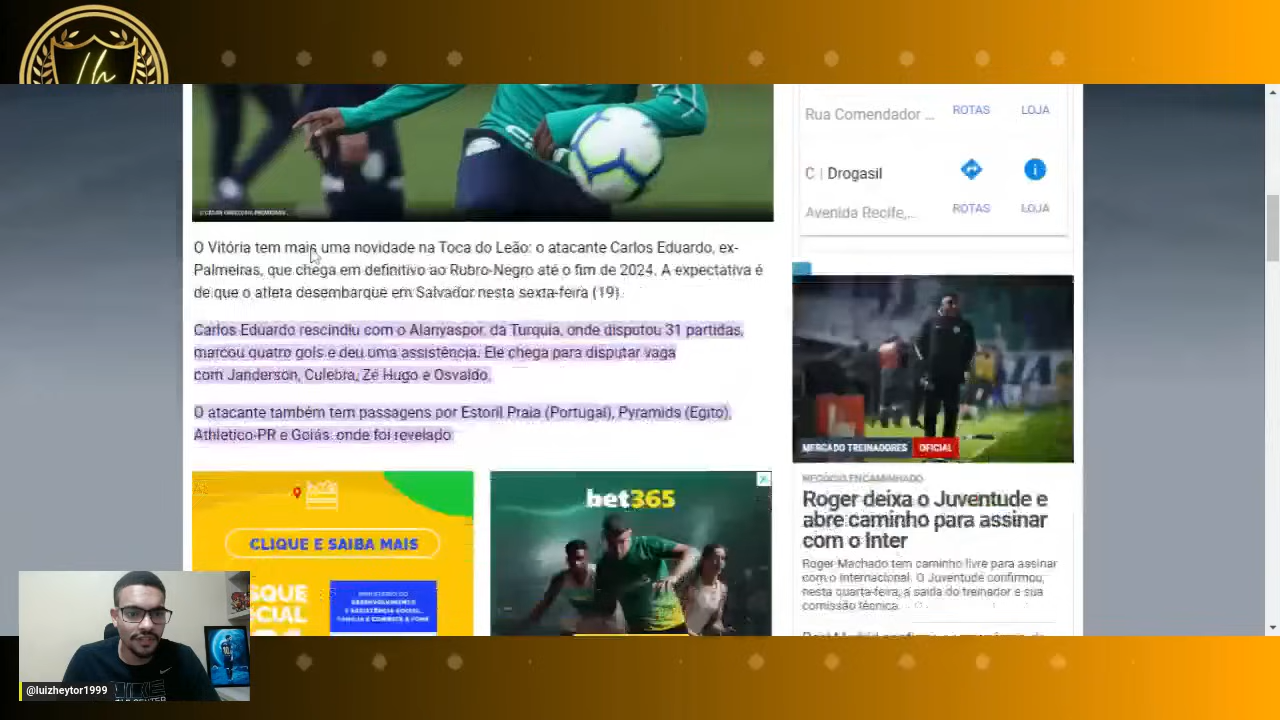 lh
Rua Comendador ...
ROTAS
LOJA
C | Drogasil
Avenida Recife,...
ROTAS
LOJA
O Vitória tem mais uma novidade na Toca do Leão: o atacante Carlos Eduardo, ex-
Palmeiras, que chega em definitivo ao Rubro-Negro até o fim de 2024. A expectativa é
de que o atleta desembarque em Salvador nesta sexta-feira (19).
Carlos Eduardo rescindiu com o Alanyaspor, da Turquia, onde disputou 31 partidas,
marcou quatro gols e deu uma assistência. Ele chega para disputar vaga
com Janderson, Culebra, Zé Hugo e Osvaldo.
O atacante também tem passagens por Estoril Praia (Portugal), Pyramids (Egito),
Athletico-PR e Goiás, onde foi revelado.
MERCADO TREINADORES OFICIAL
NEGÓCIO ENCAMINHADO
Roger deixa o Juventude e
abre caminho para assinar
com o Inter
Roger Machado tem caminho livre para assinar
com o Internacional. O Juventude confirmou,
nesta quarta-feira, a saída do treinador e sua
comissão técnica.
CLIQUE E SAIBA MAIS
bet365
@luizheytor1999